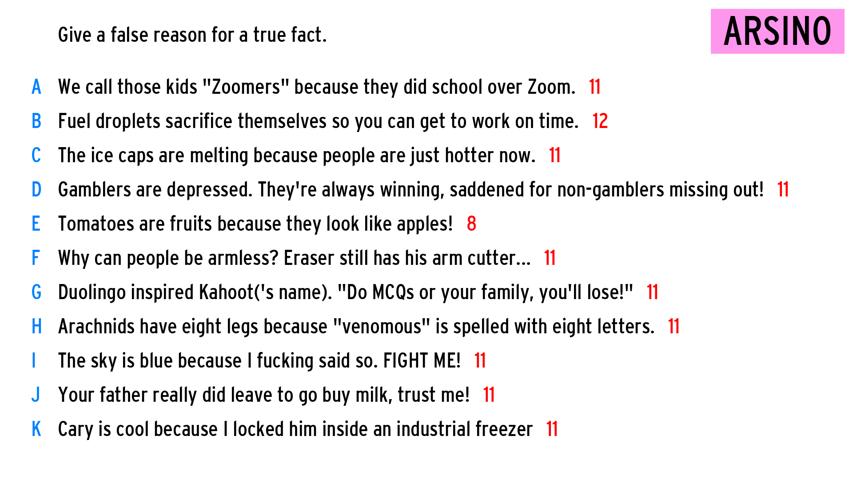 Give a false reason for a true fact.
ARSINO
A We call those kids "Zoomers" because they did school over Zoom. 11
B Fuel droplets sacrifice themselves so you can get to work on time. 12
C The ice caps are melting because people are just hotter now. 11
D Gamblers are depressed. They're always winning, saddened for non-gamblers missing out! 11
E Tomatoes are fruits because they look like apples! 8
F Why can people be armless? Eraser still has his arm cutter... 11
G Duolingo inspired Kahoot('s name). "Do MCQs or your family, you'll lose!" 11
H Arachnids have eight legs because "venomous" is spelled with eight letters. 11
I The sky is blue because I fucking said so. FIGHT ME! 11
J Your father really did leave to go buy milk, trust me! 11
K Cary is cool because I locked him inside an industrial freezer 11